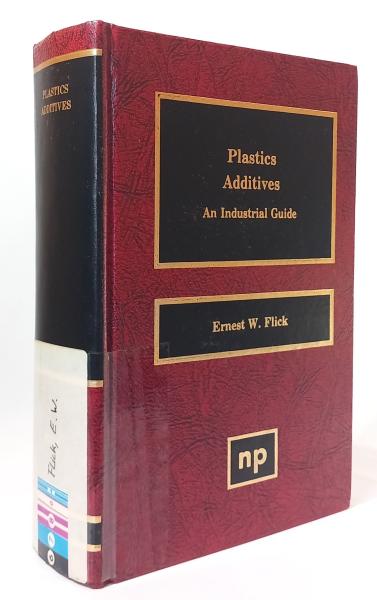 PLASTICS
ADDITIVES
Flick, E. W.
Plastics
Additives
An Industrial Guide
Ernest W. Flick
np